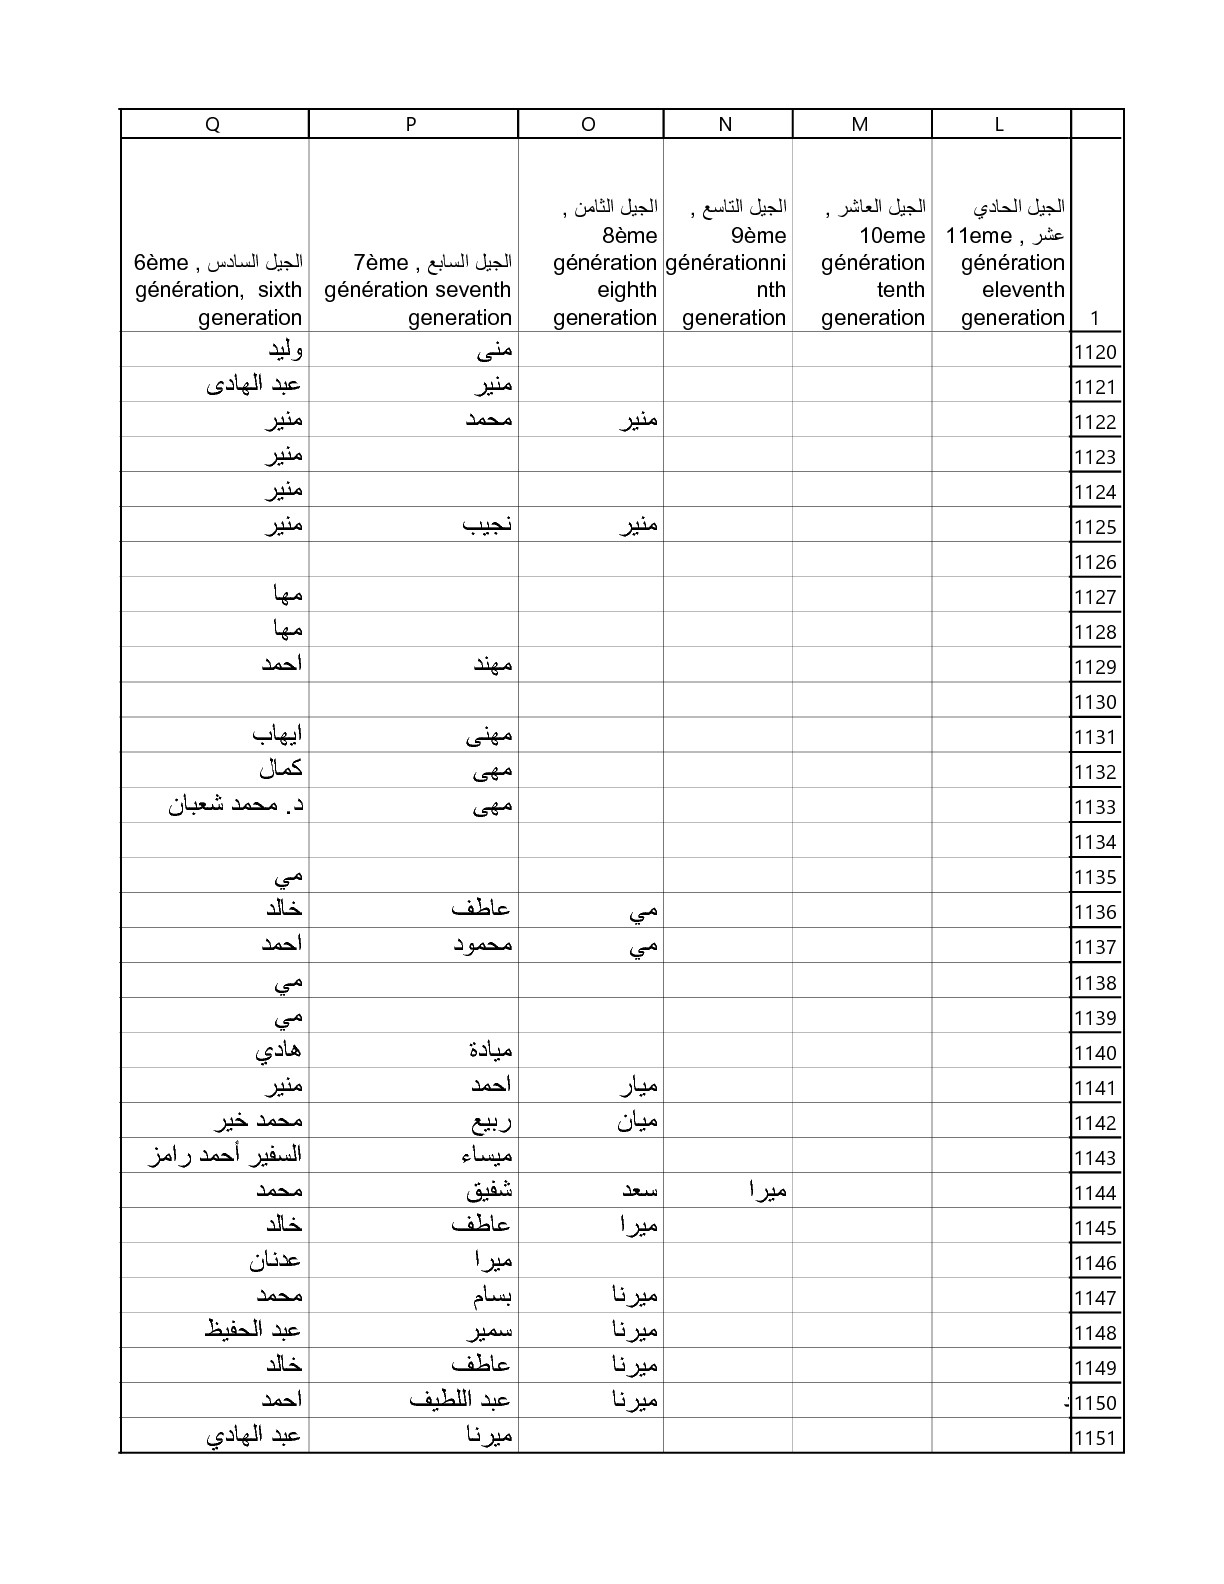 L M N O P Q
1 الجيل الحادي عشر , 11eme génération eleventh generation	الجيل العاشر , 10eme génération tenth generation	الجيل التاسع , 9ème générationni nth generation	الجيل الثامن , 8ème génération eighth generation	الجيل السابع , 7ème génération seventh generation	الجيل السادس , 6ème génération, sixth generation
1120 منى وليد
1121 منير عبد الهادى
1122 منير محمد منير
1123 منير
1124 منير
1125 منير نجيب منير
1126
1127 مها
1128 مها
1129 مهند احمد
1130
1131 مهنى ايهاب
1132 مهى كمال
1133 مهى د. محمد شعبان
1134
1135 مي
1136 مي عاطف خالد
1137 مي محمود احمد
1138 مي
1139 مي
1140 ميادة هادي
1141 ميار احمد منير
1142 ميان ربيع محمد خير
1143 ميساء السفير أحمد رامز
1144 ميرا سعد شفيق محمد
1145 ميرا عاطف خالد
1146 ميرا عدنان
1147 ميرنا بسام محمد
1148 ميرنا سمير عبد الحفيظ
1149 ميرنا عاطف خالد
1150 ميرنا عبد اللطيف احمد
1151 ميرنا عبد الهادي